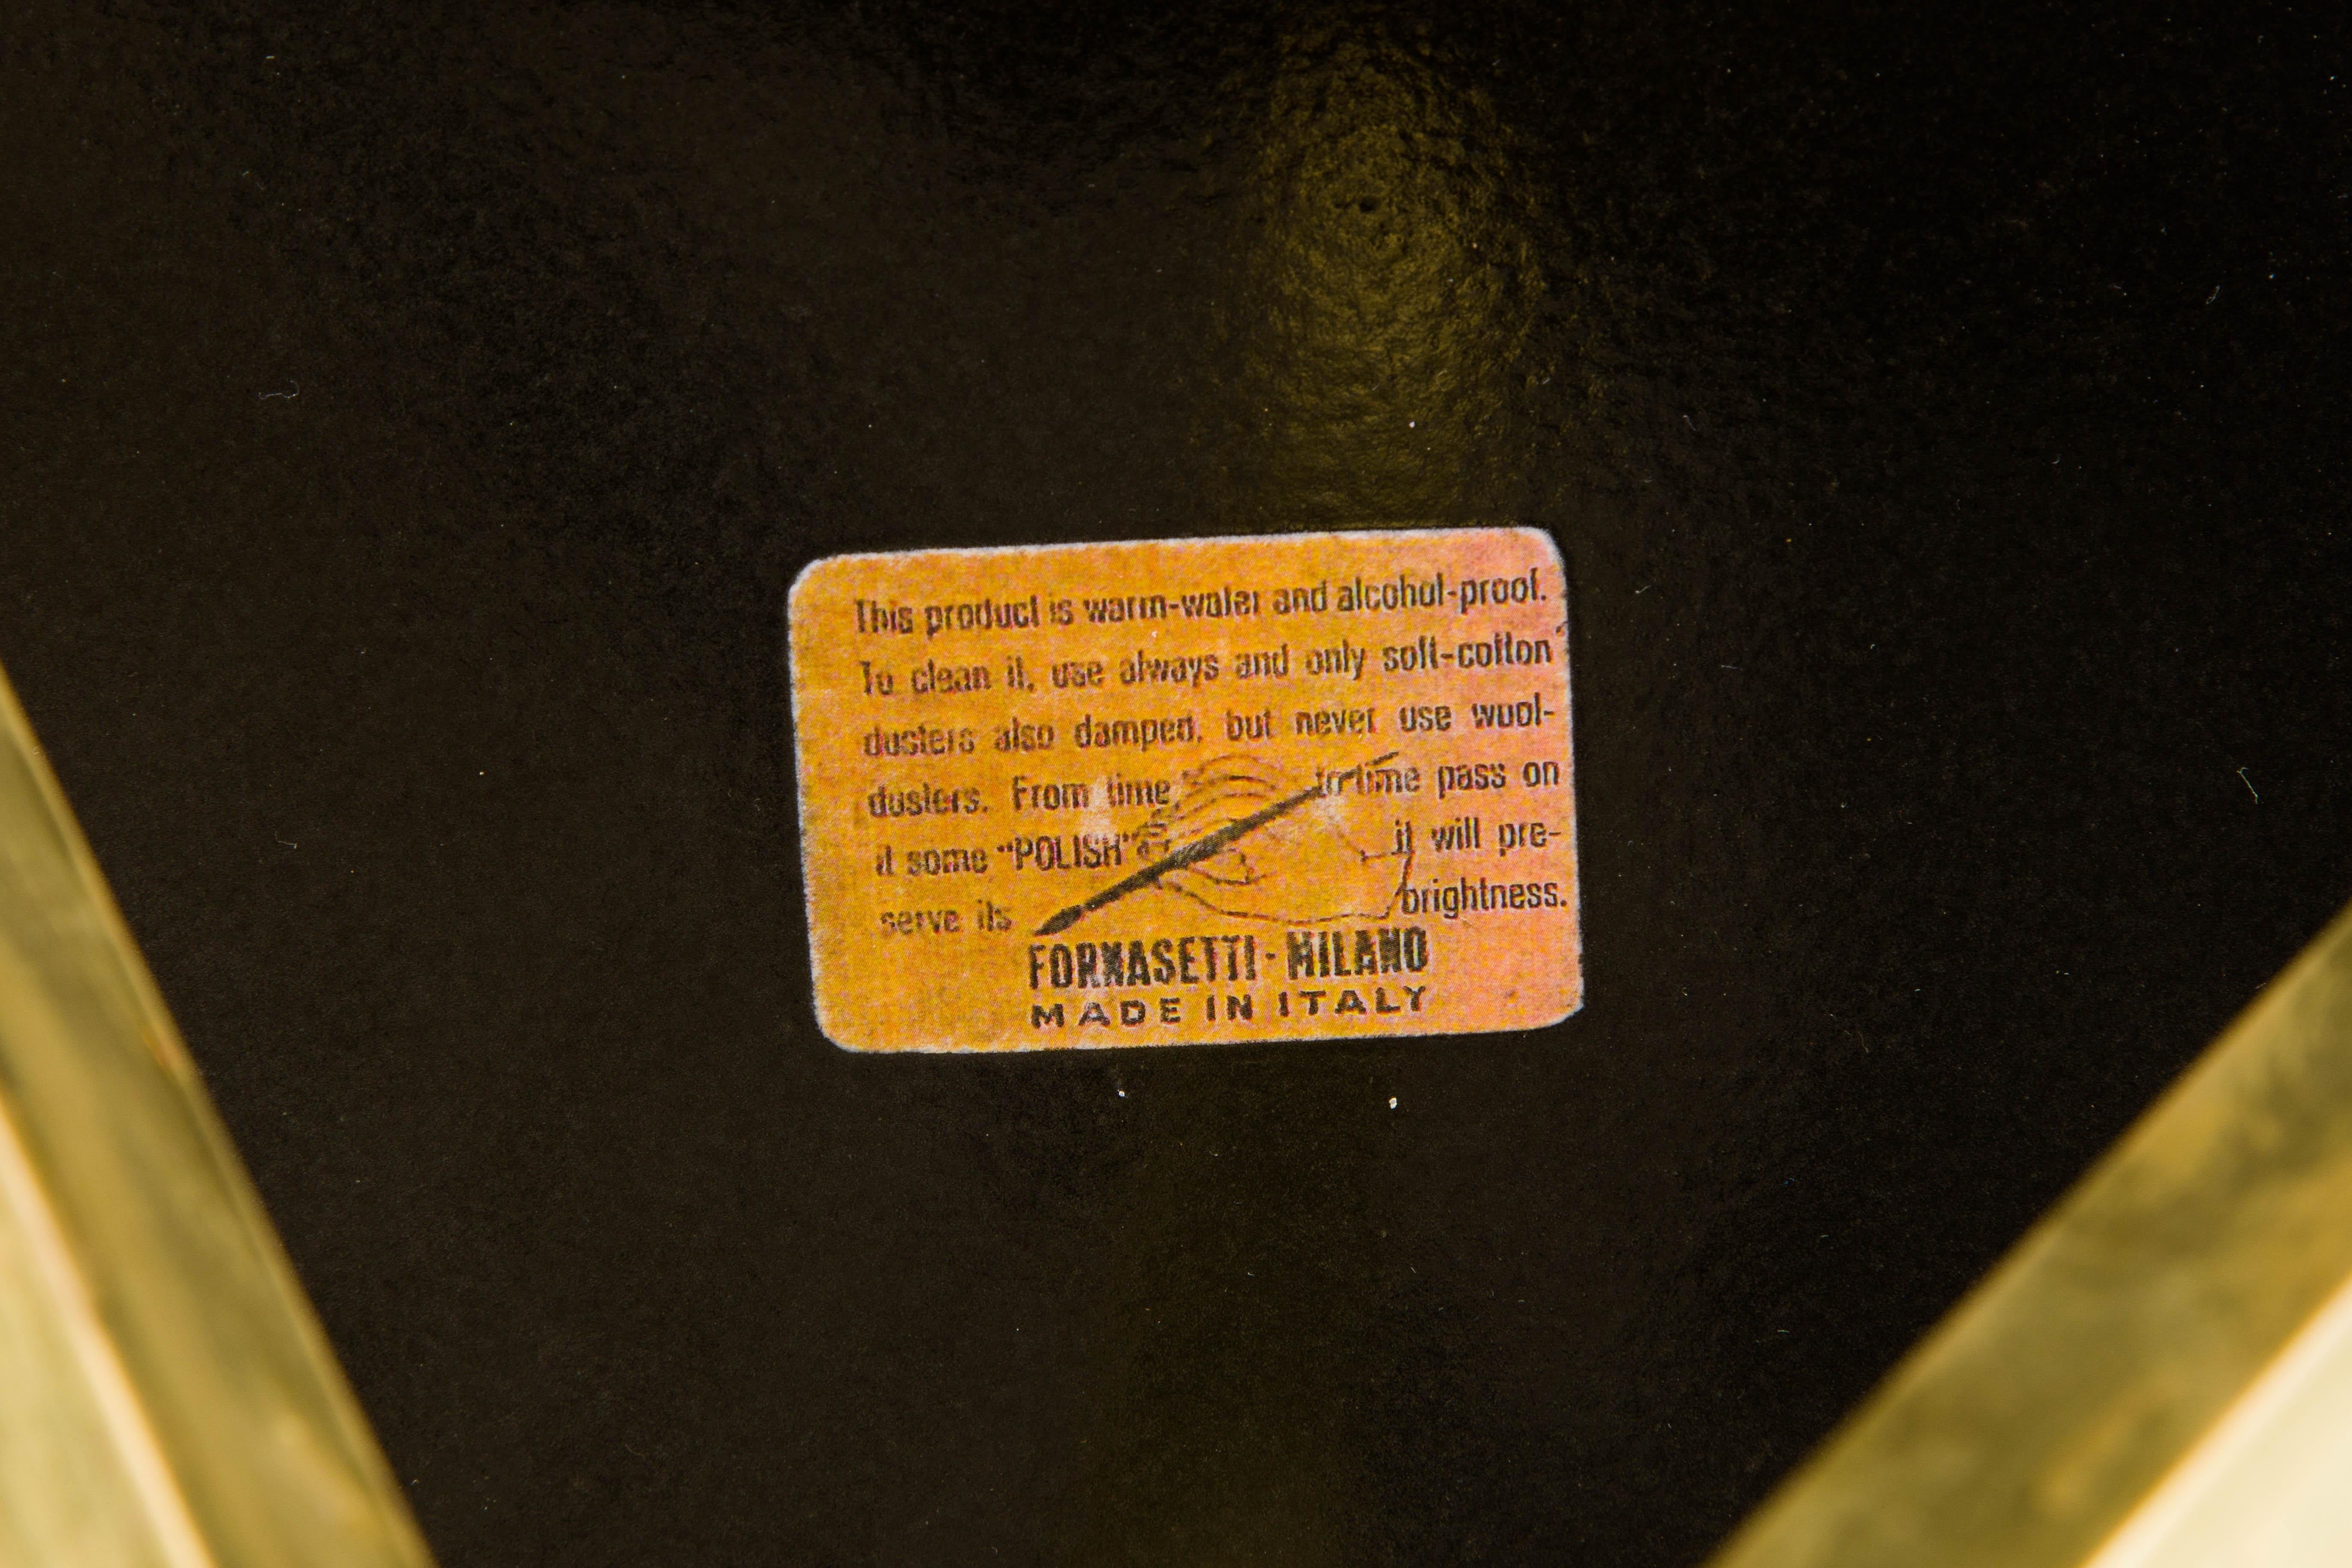 This product is warm-water and alcohol-proof.
To clean it, use always and only soft-cotton
dusters also damped, but never use wool-
dusters. From time to time pass on
it some "POLISH" it will pre-
serve its brightness.
FORNASETTI - MILANO
MADE IN ITALY